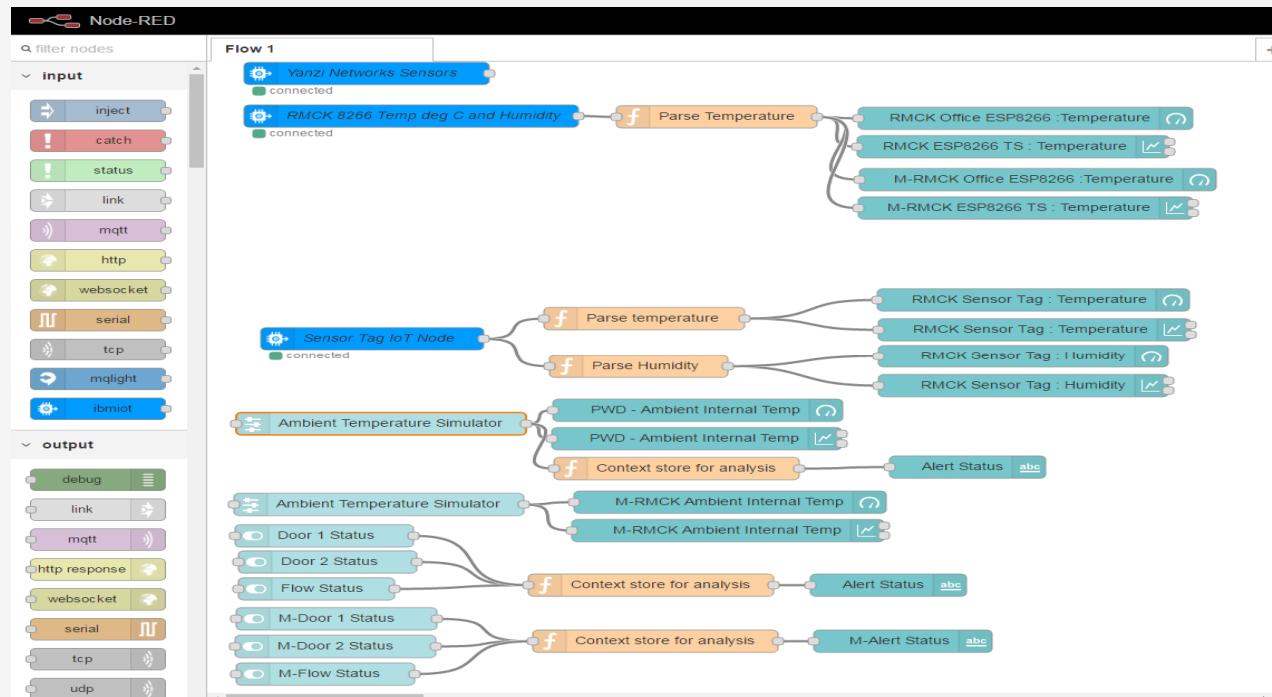 Node-RED
filter nodes
input
inject
catch
status
link
mqtt
http
websocket
serial
tcp
mqlight
ibmiot
output
debug
link
mqtt
http response
websocket
serial
tcp
udp
Flow 1
+
Yanzi Networks Sensors
connected
RMCK 8266 Temp deg C and Humidity
connected
Parse Temperature
RMCK Office ESP8266 :Temperature
RMCK ESP8266 TS : Temperature
M-RMCK Office ESP8266 :Temperature
M-RMCK ESP8266 TS : Temperature
Sensor Tag IoT Node
connected
Parse temperature
Parse Humidity
RMCK Sensor Tag : Temperature
RMCK Sensor Tag : Temperature
RMCK Sensor Tag : Humidity
RMCK Sensor Tag : Humidity
Ambient Temperature Simulator
PWD - Ambient Internal Temp
PWD - Ambient Internal Temp
Context store for analysis
Alert Status abc
Ambient Temperature Simulator
M-RMCK Ambient Internal Temp
M-RMCK Ambient Internal Temp
Door 1 Status
Door 2 Status
Flow Status
Context store for analysis
Alert Status abc
M-Door 1 Status
M-Door 2 Status
M-Flow Status
Context store for analysis
M-Alert Status abc